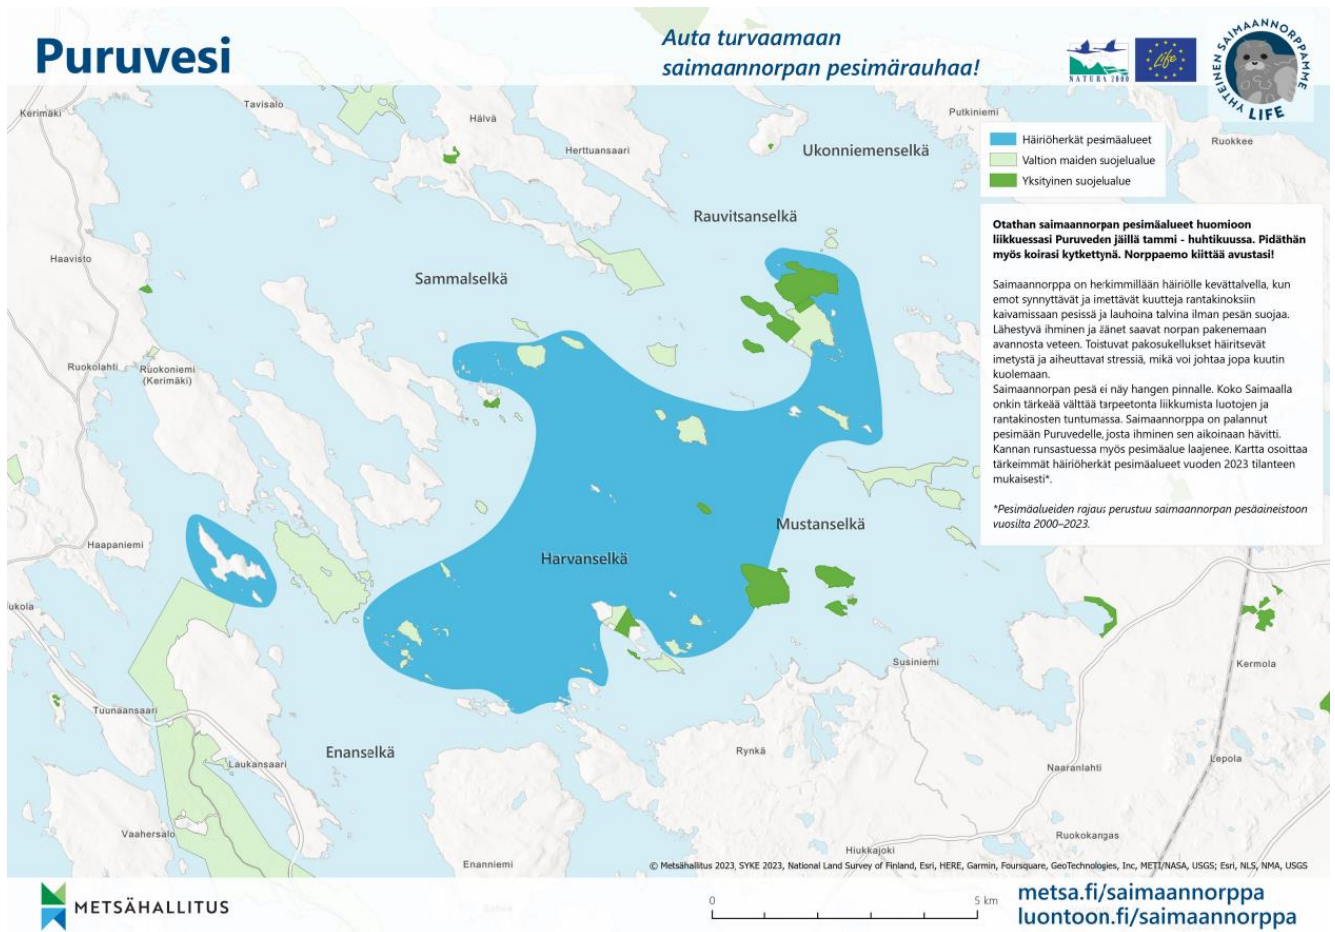 Puruvesi
Auta turvaamaan
saimaannorpan pesimärauhaa!
NATURA 2000
Life
YHTEINEN SAIMAANNORPPAMME
LIFE
Kerimäki
Tavisalo
Hälvä
Herttuansaari
Putkiniemi
Ruokkee
Ukonniemenselkä
Rauvitsanselkä
Sammalselkä
Haavisto
Ruokolahti
Ruokoniemi
(Kerimäki)
Haapaniemi
ukola
Harvanselkä
Mustanselkä
Tuunaansaari
Laukansaari
Enanselkä
Vaahersalo
Enanniemi
Susiniemi
Rynkä
Hiukkajoki
Naaranlahti
Ruokokangas
Kermola
Lepola
Häiriöherkät pesimäalueet
Valtion maiden suojelualue
Yksityinen suojelualue
Otathan saimaannorpan pesimäalueet huomioon
liikkuessasi Puruveden jäillä tammi - huhtikuussa. Pidäthän
myös koirasi kytkettynä. Norppaemo kiittää avustasi!
Saimaannorppa on herkimmillään häiriölle kevättalvella, kun
emot synnyttävät ja imettävät kuutteja rantakinoksiin
kaivamissaan pesissä ja lauhoina talvina ilman pesän suojaa.
Lähestyvä ihminen ja äänet saavat norpan pakenemaan
avannosta veteen. Toistuvat pakosukellukset häiritsevät
imetystä ja aiheuttavat stressiä, mikä voi johtaa jopa kuutin
kuolemaan.
Saimaannorpan pesä ei näy hangen pinnalle. Koko Saimaalla
onkin tärkeää välttää tarpeetonta liikkumista luotojen ja
rantakinosten tuntumassa. Saimaannorppa on palannut
pesimään Puruvedelle, josta ihminen sen aikoinaan hävitti.
Kannan runsastuessa myös pesimäalue laajenee. Kartta osoittaa
tärkeimmät häiriöherkät pesimäalueet vuoden 2023 tilanteen
mukaisesti*.
*Pesimäalueiden rajaus perustuu saimaannorpan pesäaineistoon
vuosilta 2000–2023.
© Metsähallitus 2023, SYKE 2023, National Land Survey of Finland, Esri, HERE, Garmin, Foursquare, GeoTechnologies, Inc, METI/NASA, USGS; Esri, NLS, NMA, USGS
METSÄHALLITUS
0 5 km
metsa.fi/saimaannorppa
luontoon.fi/saimaannorppa